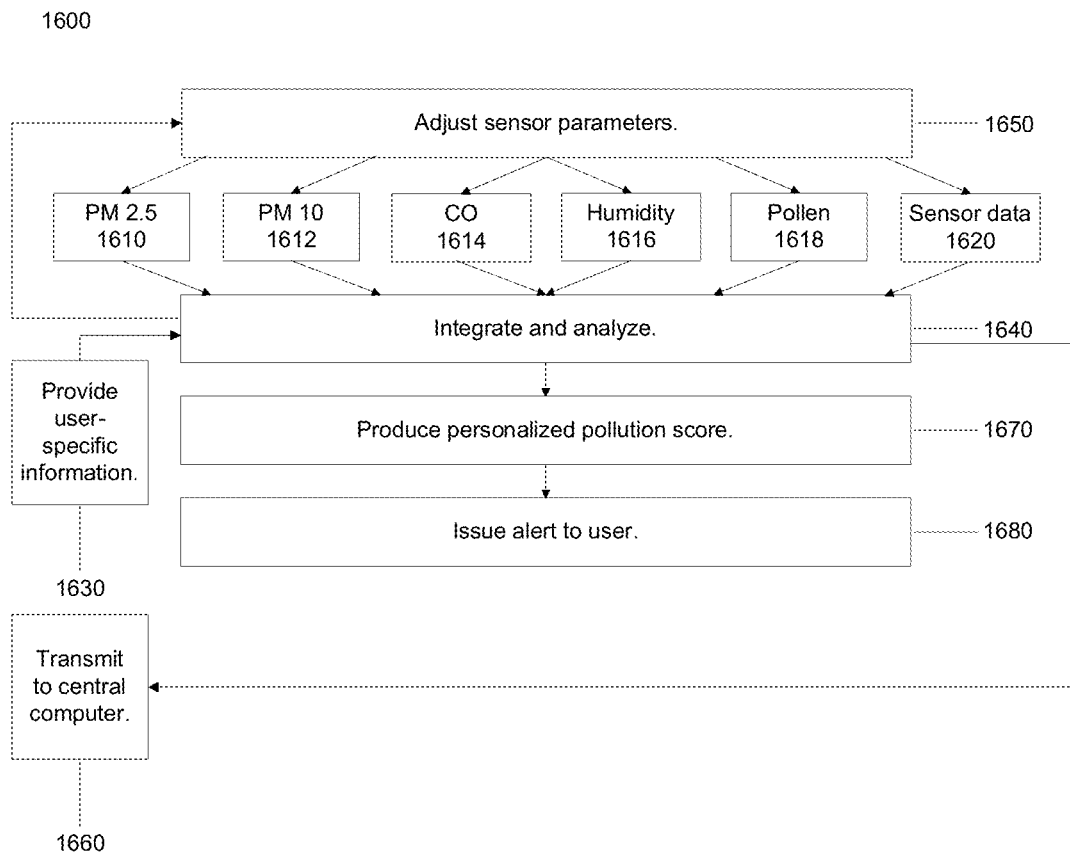 1600
Adjust sensor parameters.
1650
PM 2.5
1610
PM 10
1612
CO
1614
Humidity
1616
Pollen
1618
Sensor data
1620
Integrate and analyze.
1640
Provide
user-
specific
information.
1630
Produce personalized pollution score.
1670
Issue alert to user.
1680
Transmit
to central
computer.
1660